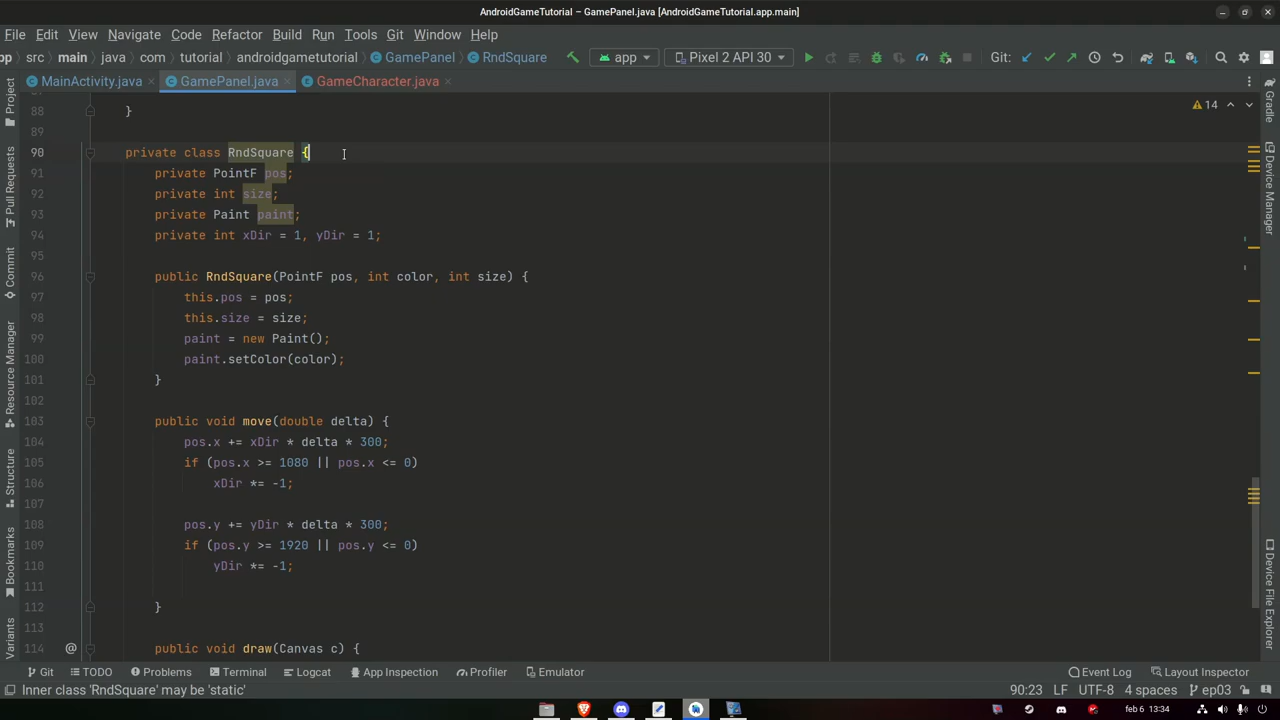 AndroidGameTutorial – GamePanel.java [AndroidGameTutorial.app.main]
File Edit View Navigate Code Refactor Build Run Tools Git Window Help
app src main java com tutorial androidgametutorial GamePanel RndSquare app Pixel 2 API 30 Git:
MainActivity.java GamePanel.java GameCharacter.java
14
88 }
89
90 private class RndSquare {
91 private PointF pos;
92 private int size;
93 private Paint paint;
94 private int xDir = 1, yDir = 1;
95
96 public RndSquare(PointF pos, int color, int size) {
97 this.pos = pos;
98 this.size = size;
99 paint = new Paint();
100 paint.setColor(color);
101 }
102
103 public void move(double delta) {
104 pos.x += xDir * delta * 300;
105 if (pos.x >= 1080 || pos.x <= 0)
106 xDir *= -1;
107
108 pos.y += yDir * delta * 300;
109 if (pos.y >= 1920 || pos.y <= 0)
110 yDir *= -1;
111
112 }
113
114 @ public void draw(Canvas c) {
Project
Pull Requests
Commit
Resource Manager
Structure
Bookmarks
Variants
Gradle
Device Manager
Device File Explorer
Git TODO Problems Terminal Logcat App Inspection Profiler Emulator Event Log Layout Inspector
Inner class 'RndSquare' may be 'static' 90:23 LF UTF-8 4 spaces ep03
feb 6 13:34